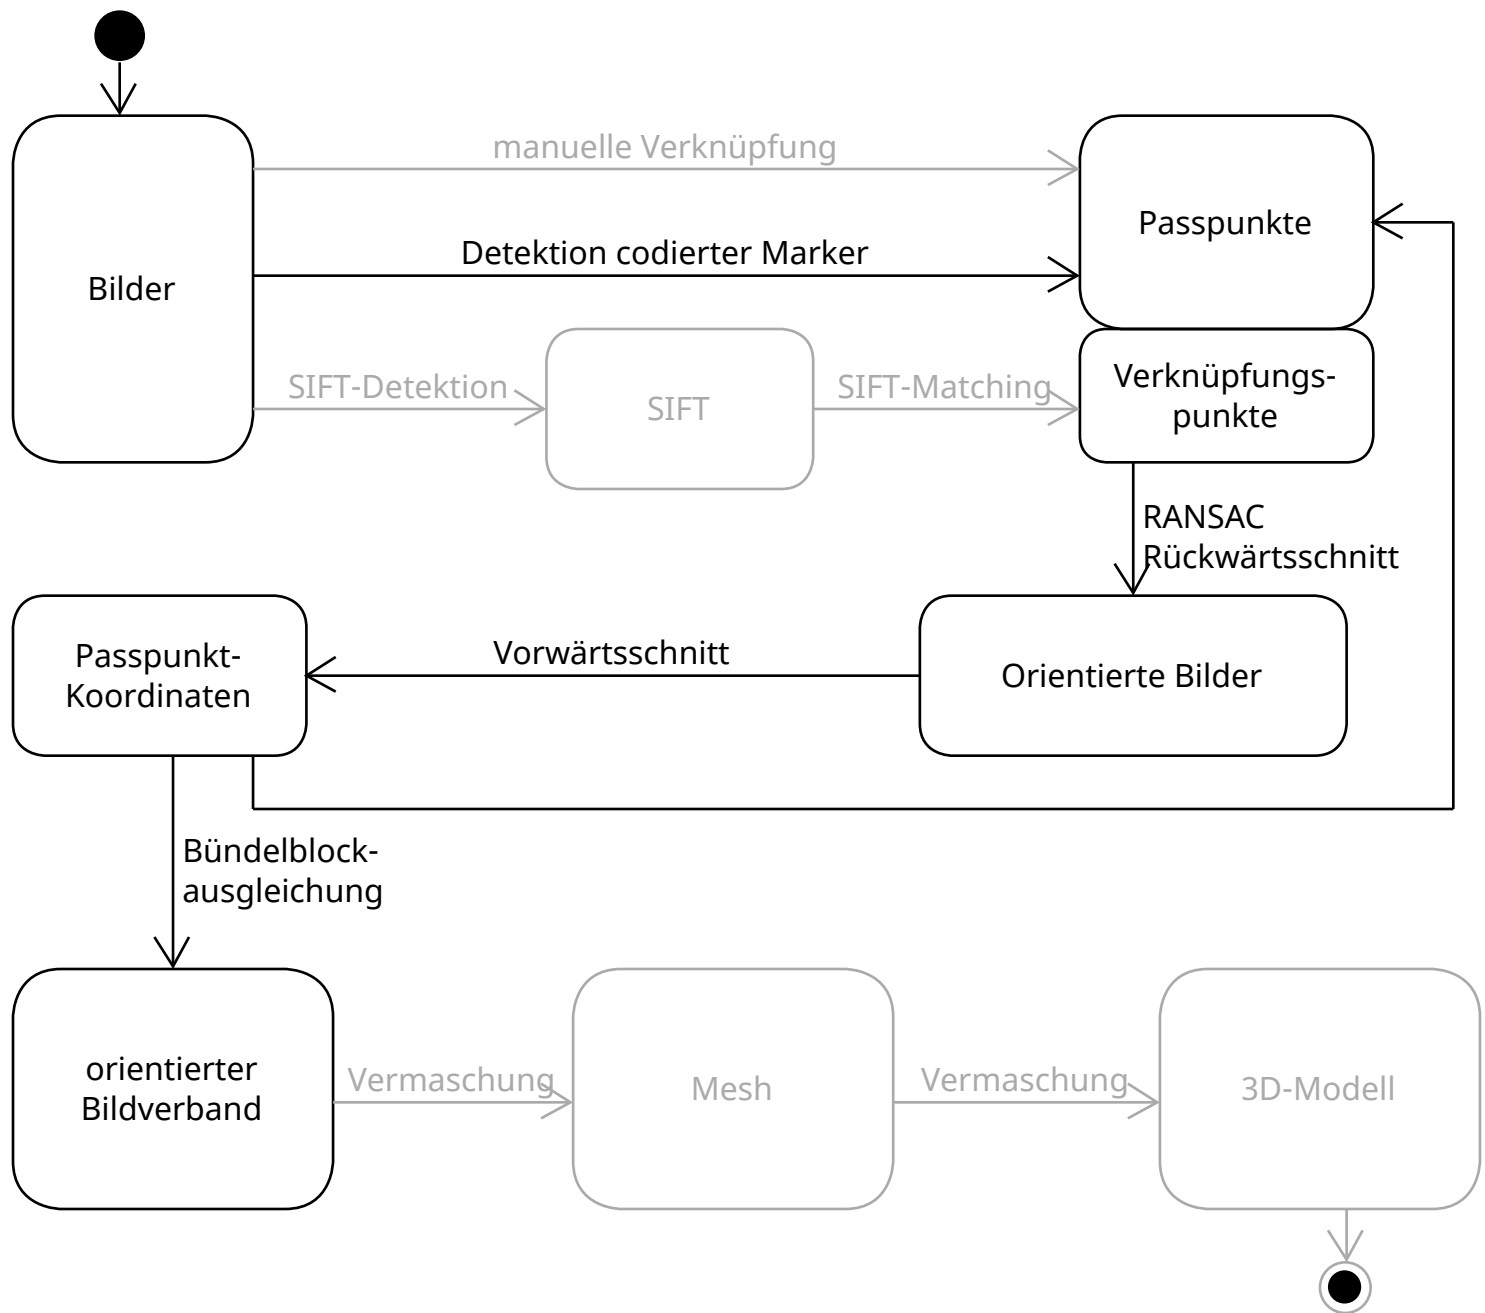 manuelle Verknüpfung
Passpunkte
Detektion codierter Marker
Bilder
SIFT-Detektion
SIFT
SIFT-Matching
Verknüpfungs-
punkte
RANSAC
Rückwärtsschnitt
Passpunkt-
Koordinaten
Vorwärtsschnitt
Orientierte Bilder
Bündelblock-
ausgleichung
orientierter
Bildverband
Vermaschung
Mesh
Vermaschung
3D-Modell